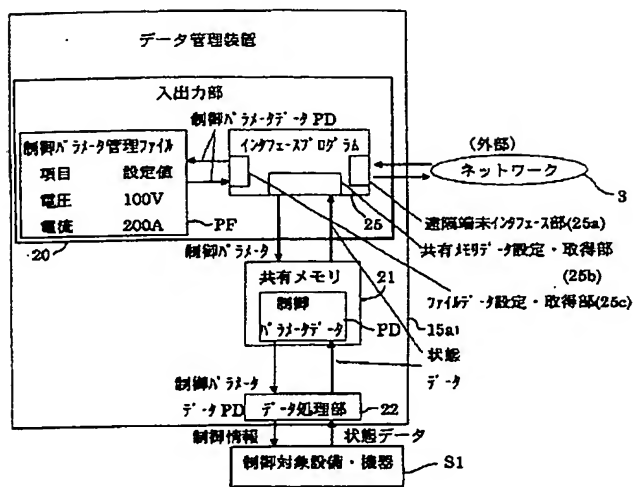 データ管理装置
入出力部
制御パラメータデータ PD
制御パラメータ管理ファイル
項目 設定値
電圧 100V
電流 200A
PF
20
インタフェースプログラム
25
(外部)
ネットワーク
3
遠隔端末インタフェース部(25a)
共有メモリデータ設定・取得部
(25b)
ファイルデータ設定・取得部(25c)
制御パラメータ
共有メモリ
21
制御
パラメータデータ
PD
15a
状態
データ
制御パラメータ
データPD
データ処理部
22
制御情報
状態データ
制御対象設備・機器
S1